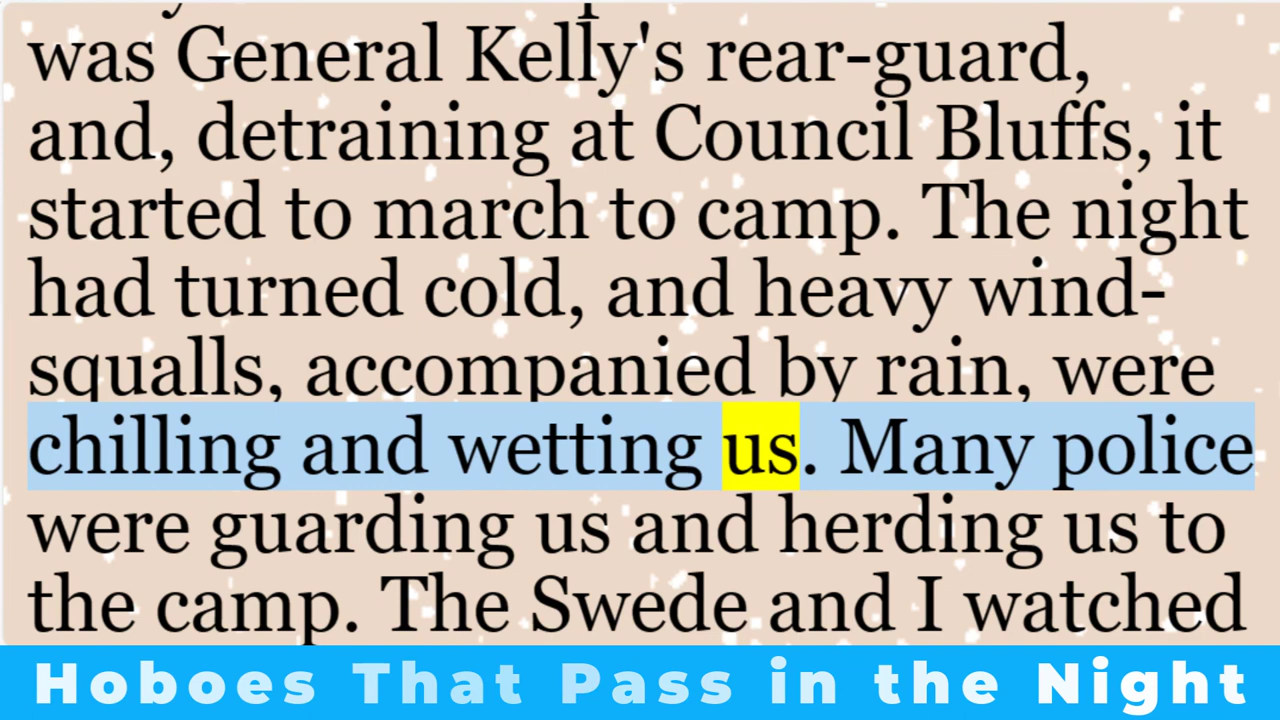 was General Kelly's rear-guard,
and, detraining at Council Bluffs, it
started to march to camp. The night
had turned cold, and heavy wind-
squalls, accompanied by rain, were
chilling and wetting us. Many police
were guarding us and herding us to
the camp. The Swede and I watched
Hoboes That Pass in the Night